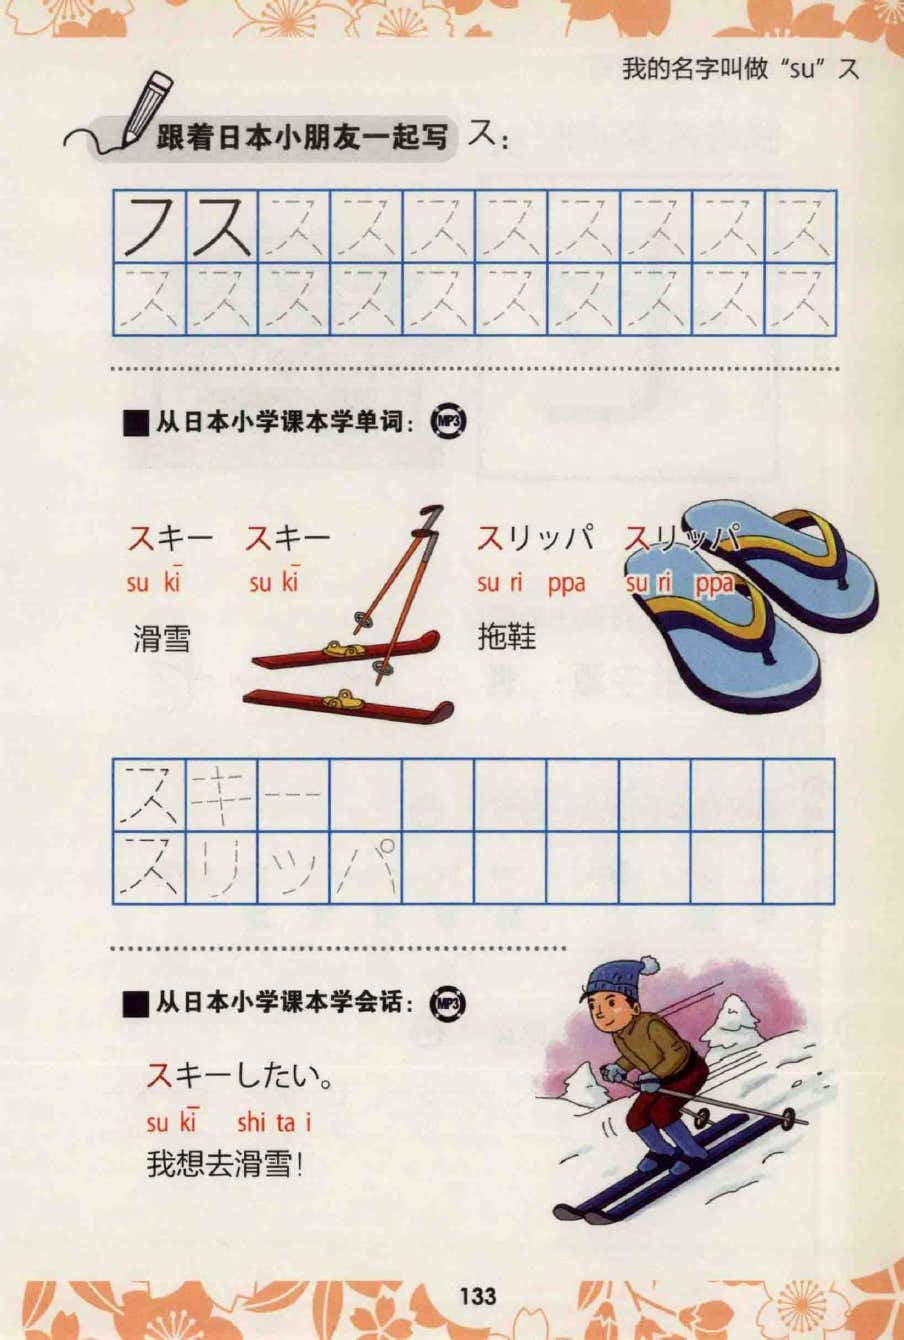 我的名字叫做“su”ス
跟着日本小朋友一起写 ス：
フ ス ス ス ス ス ス ス ス ス
ス ス ス ス ス ス ス ス ス ス
■ 从日本小学课本学单词： MP3
スキー スキー
su kī su kī
滑雪
スリッパ スリッパ
su ri ppa su ri ppa
拖鞋
スキー
スリッパ
■ 从日本小学课本学会话： MP3
スキーしたい。
su kī shi ta i
我想去滑雪！
133